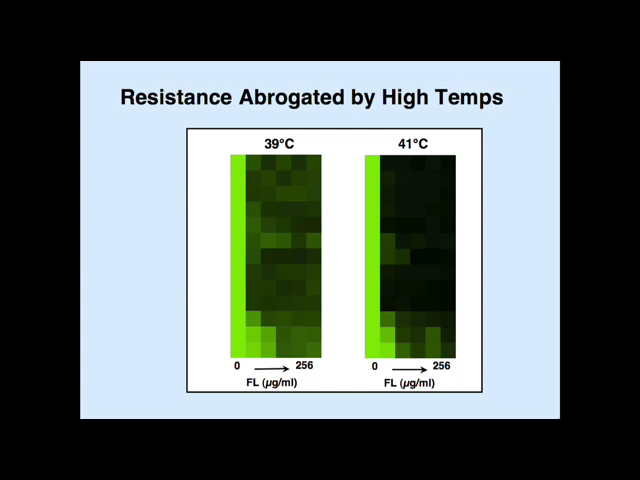 Resistance Abrogated by High Temps
39°C
41°C
0
256
0
256
FL (µg/ml)
FL (µg/ml)